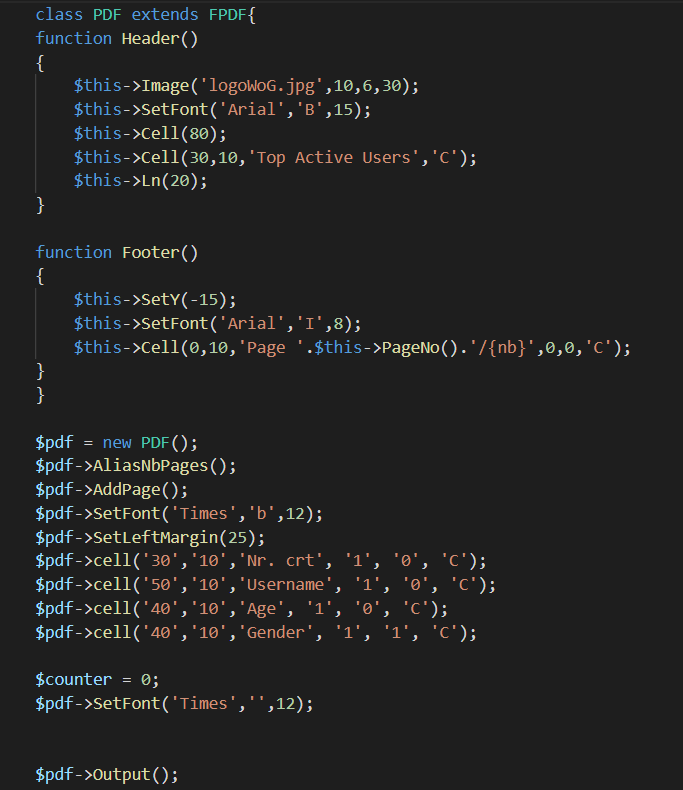 class PDF extends FPDF{
function Header()
{
    $this->Image('logoWoG.jpg',10,6,30);
    $this->SetFont('Arial','B',15);
    $this->Cell(80);
    $this->Cell(30,10,'Top Active Users','C');
    $this->Ln(20);
}

function Footer()
{
    $this->SetY(-15);
    $this->SetFont('Arial','I',8);
    $this->Cell(0,10,'Page '.$this->PageNo().'/{nb}',0,0,'C');
}
}

$pdf = new PDF();
$pdf->AliasNbPages();
$pdf->AddPage();
$pdf->SetFont('Times','b',12);
$pdf->SetLeftMargin(25);
$pdf->cell('30','10','Nr. crt', '1', '0', 'C');
$pdf->cell('50','10','Username', '1', '0', 'C');
$pdf->cell('40','10','Age', '1', '0', 'C');
$pdf->cell('40','10','Gender', '1', '1', 'C');

$counter = 0;
$pdf->SetFont('Times','',12);


$pdf->Output();